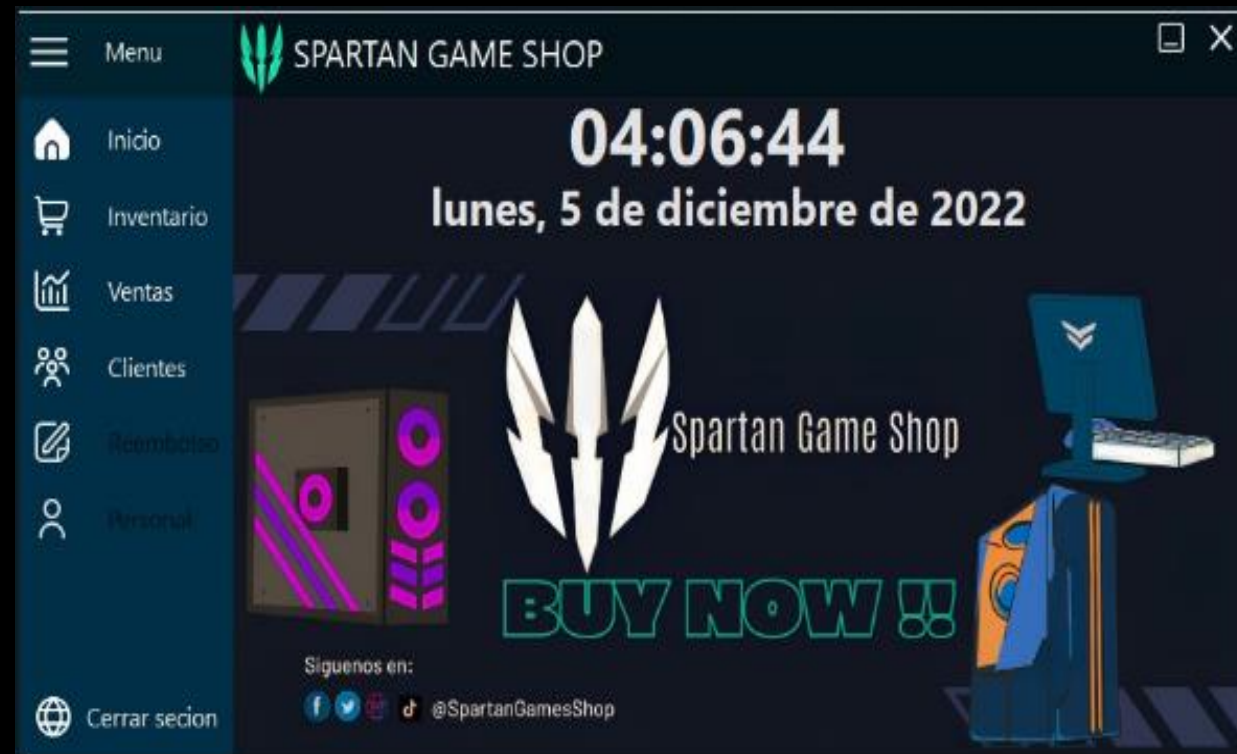 Menu
SPARTAN GAME SHOP
Inicio
Inventario
Ventas
Clientes
Reembolso
Personal
Cerrar secion
04:06:44
lunes, 5 de diciembre de 2022
Spartan Game Shop
BUY NOW !!
Siguenos en:
@SpartanGamesShop